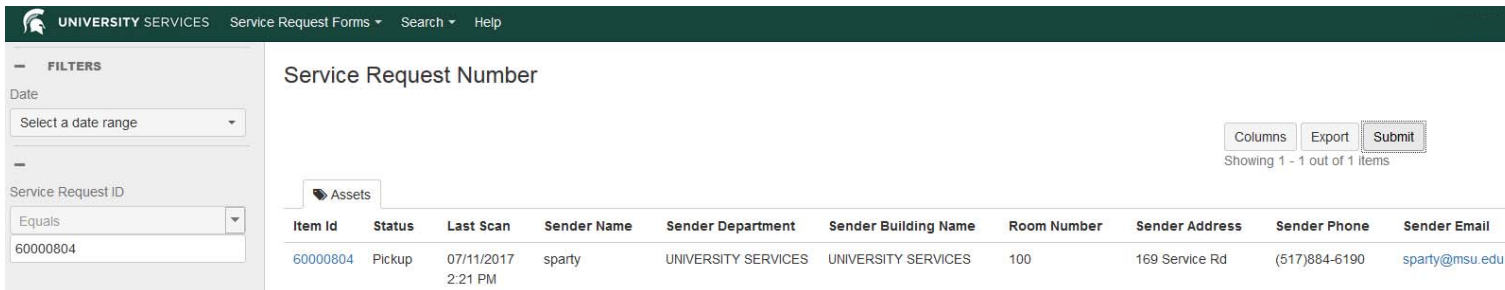 UNIVERSITY SERVICES Service Request Forms Search Help
FILTERS
Date
Select a date range
Service Request ID
Equals
60000804
Service Request Number
Columns Export Submit
Showing 1 - 1 out of 1 items
Assets
Item Id Status Last Scan Sender Name Sender Department Sender Building Name Room Number Sender Address Sender Phone Sender Email
60000804 Pickup 07/11/2017 sparty UNIVERSITY SERVICES UNIVERSITY SERVICES 100 169 Service Rd (517)884-6190 sparty@msu.edu
2:21 PM